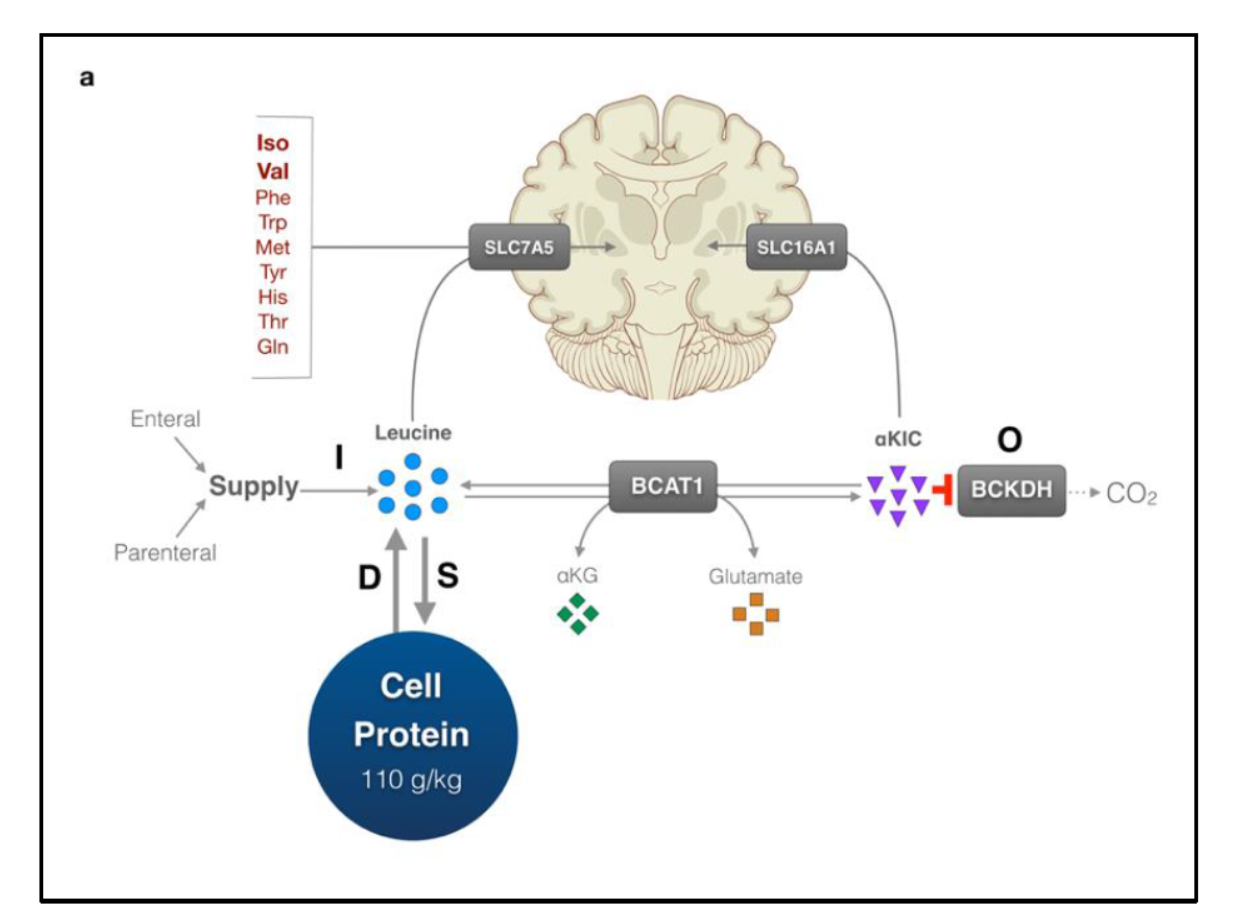 a
Iso
Val
Phe
Trp
Met
Tyr
His
Thr
Gln
SLC7A5
SLC16A1
Enteral
Supply
Parenteral
I
Leucine
BCAT1
αKIC
O
BCKDH
CO₂
D
S
αKG
Glutamate
Cell
Protein
110 g/kg